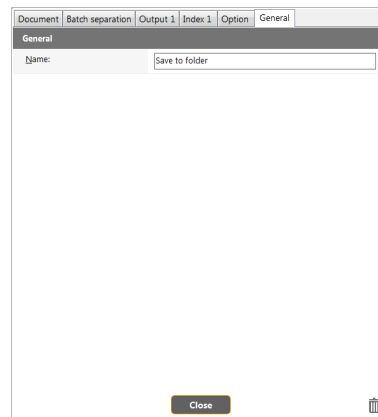 Document Batch separation Output 1 Index 1 Option General
General
Name: Save to folder
Close